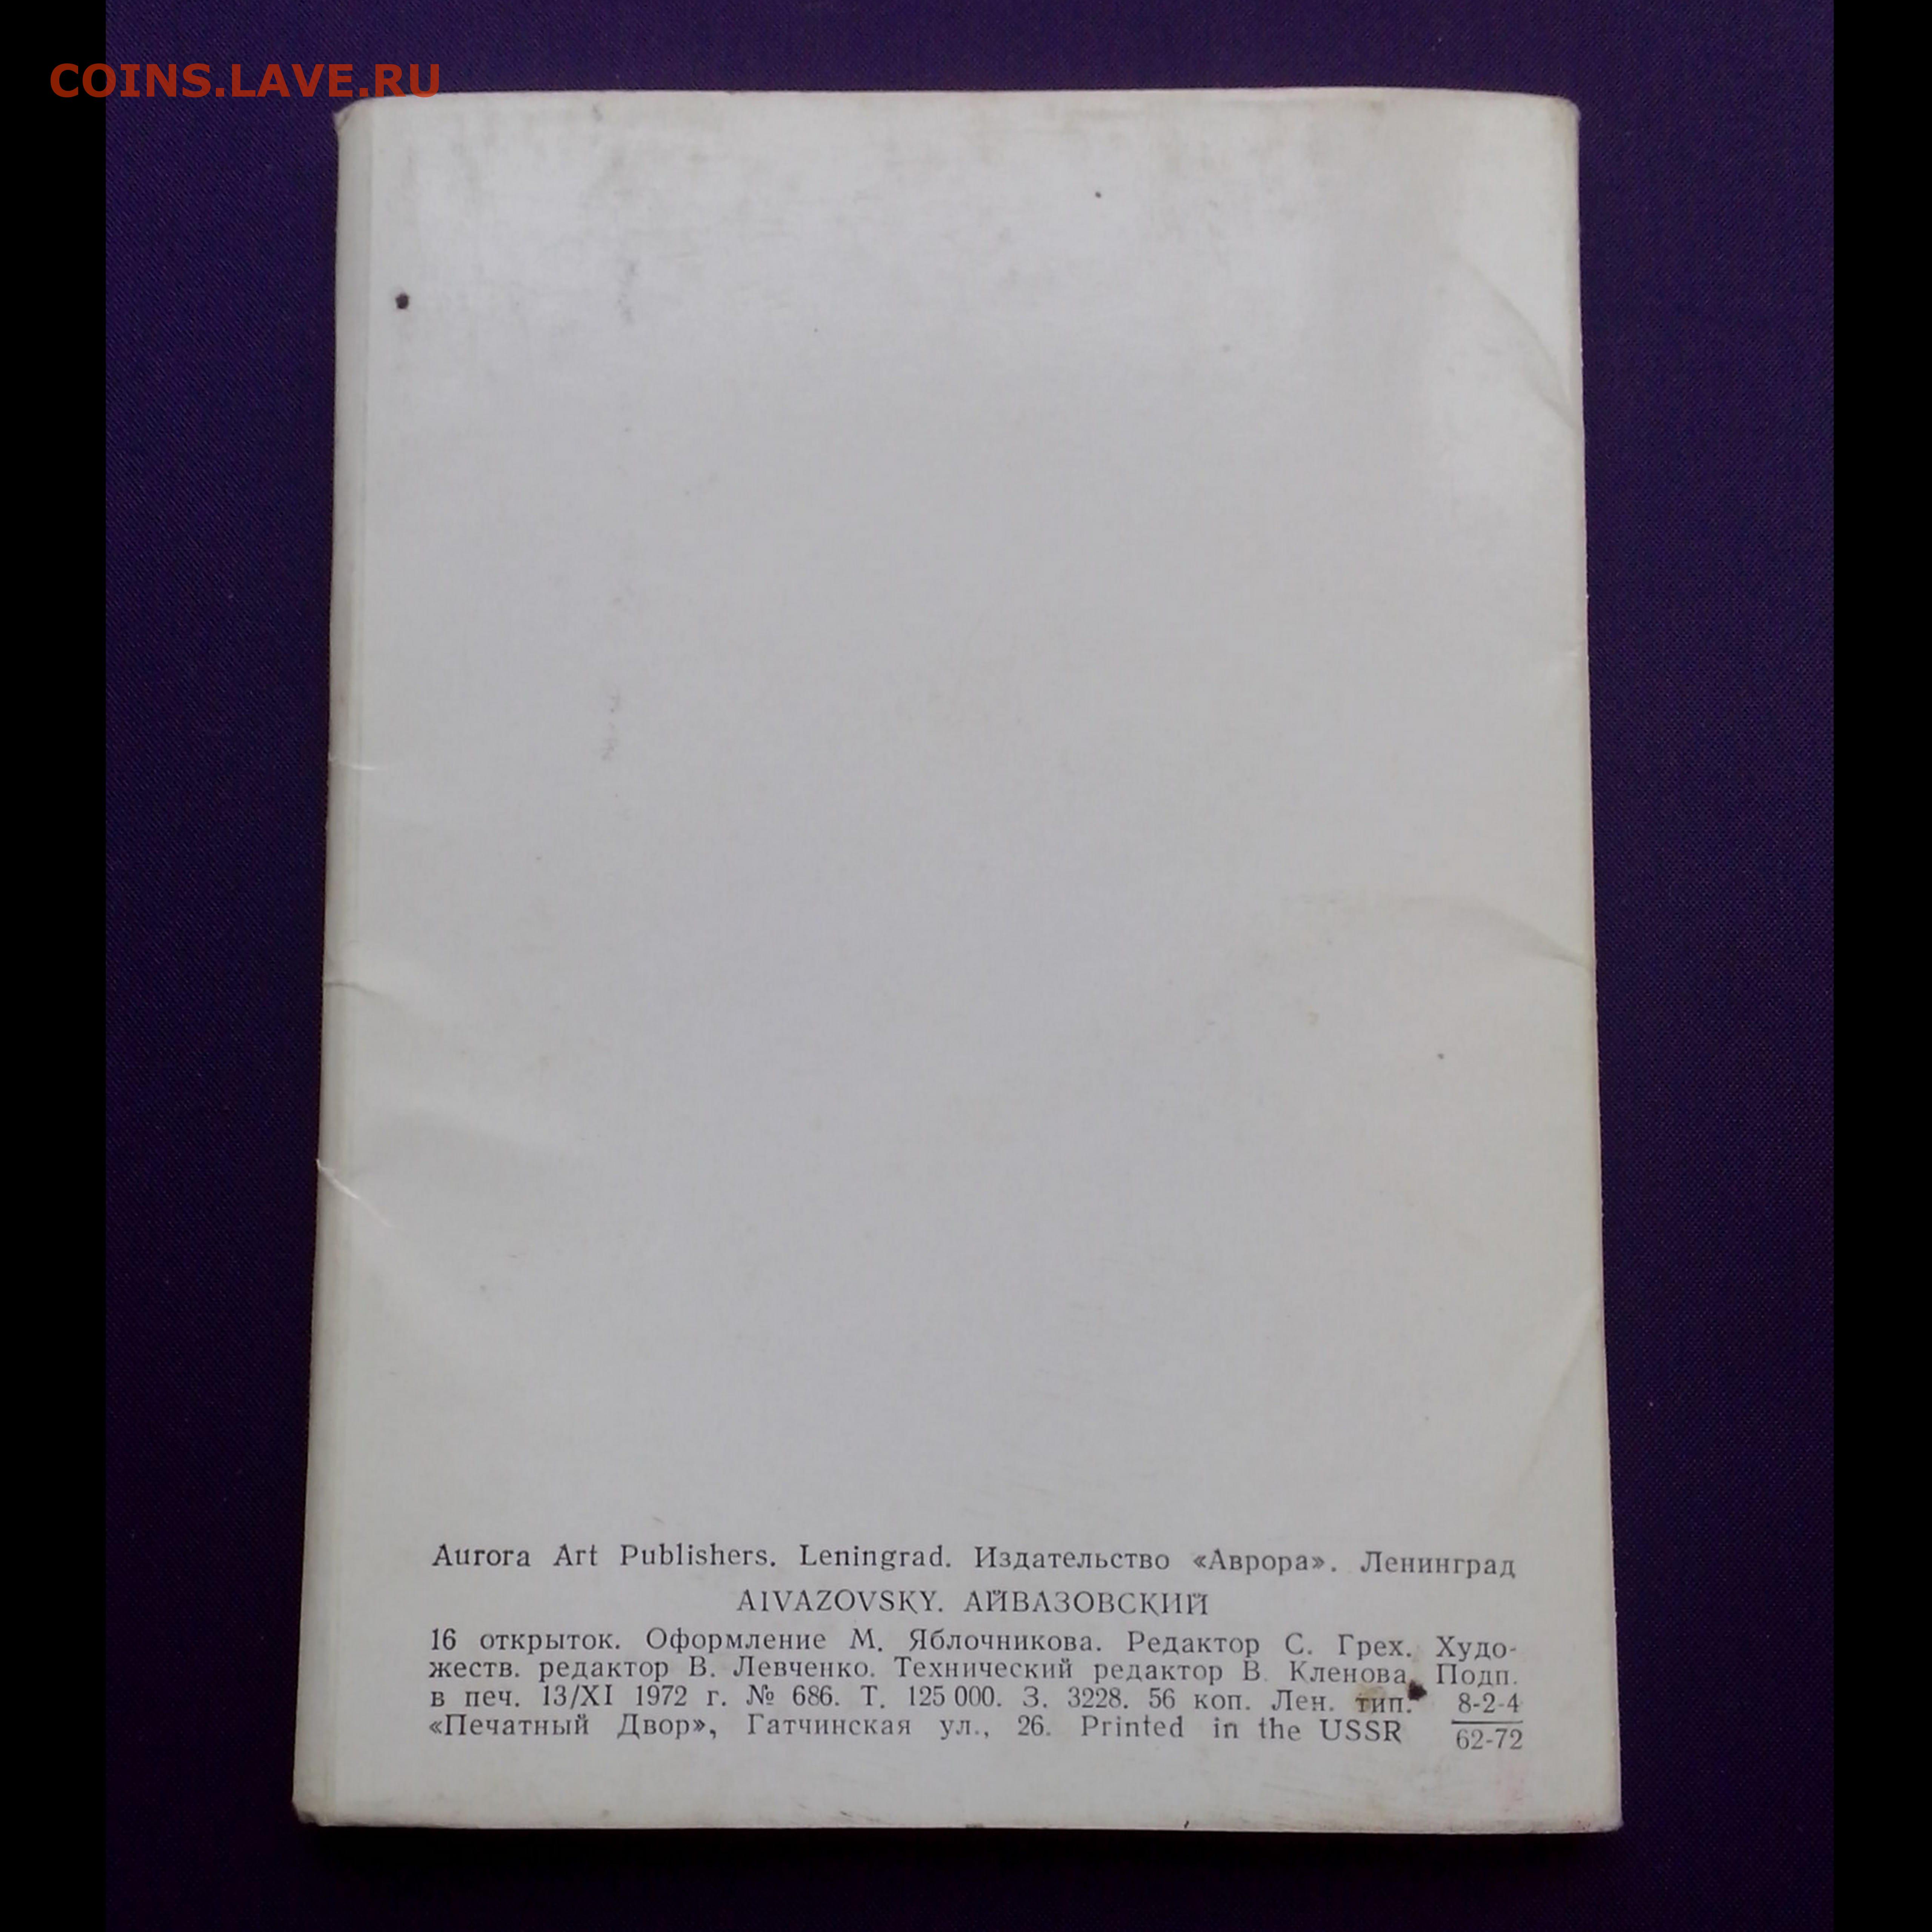 COINS.LAVE.RU
Aurora Art Publishers. Leningrad. Издательство «Аврора». Ленинград
AIVAZOVSKY. АЙВАЗОВСКИЙ
16 открыток. Оформление М. Яблочникова. Редактор С. Грех. Худо-
жеств. редактор В. Левченко. Технический редактор В. Кленова. Подп.
в печ. 13/XI 1972 г. № 686. Т. 125 000. З. 3228. 56 коп. Лен. тип. 8-2-4
«Печатный Двор», Гатчинская ул., 26. Printed in the USSR 62-72